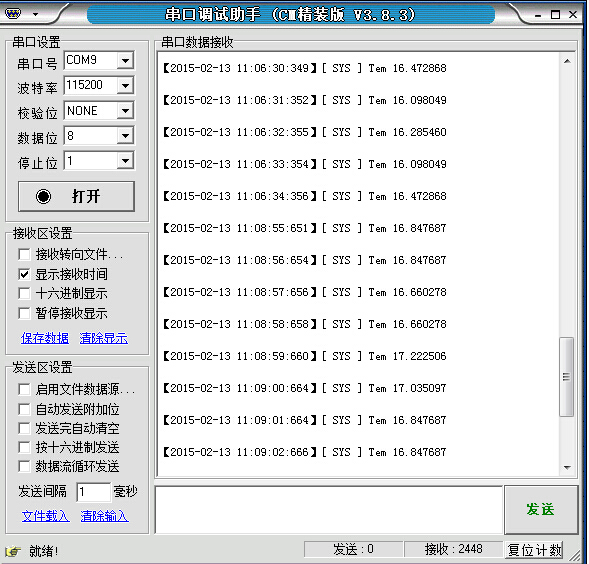 串口调试助手 (CM精装版 V3.8.3)
串口设置
串口号 COM9
波特率 115200
校验位 NONE
数据位 8
停止位 1
打开
接收区设置
接收转向文件...
显示接收时间
十六进制显示
暂停接收显示
保存数据 清除显示
发送区设置
启用文件数据源...
自动发送附加位
发送完自动清空
按十六进制发送
数据流循环发送
发送间隔 1 毫秒
文件载入 清除输入
串口数据接收
【2015-02-13 11:06:30:349】[ SYS ] Tem 16.472868
【2015-02-13 11:06:31:352】[ SYS ] Tem 16.098049
【2015-02-13 11:06:32:355】[ SYS ] Tem 16.285460
【2015-02-13 11:06:33:354】[ SYS ] Tem 16.098049
【2015-02-13 11:06:34:356】[ SYS ] Tem 16.472868
【2015-02-13 11:08:55:651】[ SYS ] Tem 16.847687
【2015-02-13 11:08:56:654】[ SYS ] Tem 16.847687
【2015-02-13 11:08:57:656】[ SYS ] Tem 16.660278
【2015-02-13 11:08:58:658】[ SYS ] Tem 16.660278
【2015-02-13 11:08:59:660】[ SYS ] Tem 17.222506
【2015-02-13 11:09:00:664】[ SYS ] Tem 17.035097
【2015-02-13 11:09:01:664】[ SYS ] Tem 16.847687
【2015-02-13 11:09:02:666】[ SYS ] Tem 16.847687
发送
就绪! 发送:0 接收:2448 复位计数